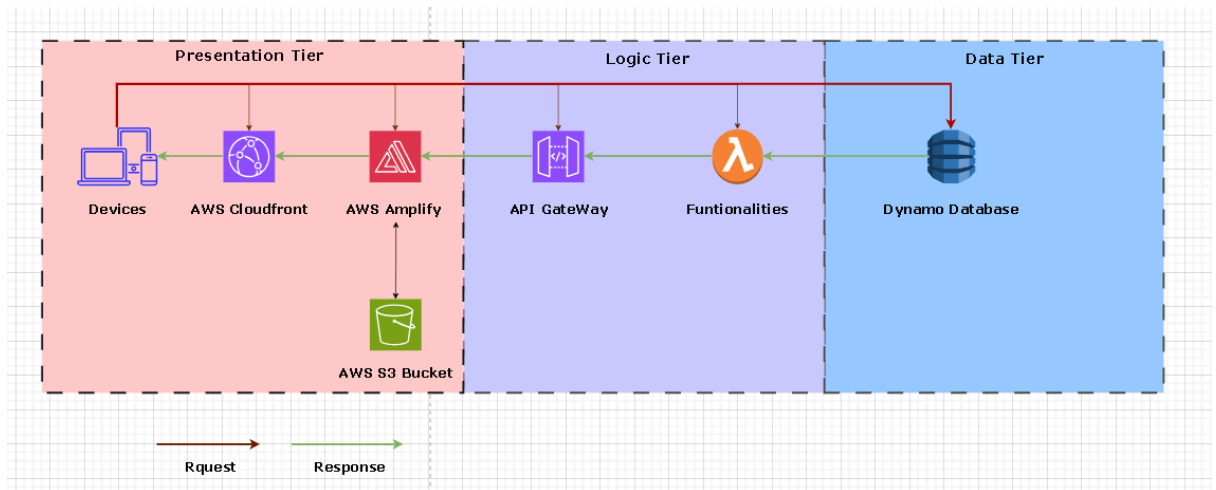 Presentation Tier
Logic Tier
Data Tier
Devices
AWS Cloudfront
AWS Amplify
API GateWay
Funtionalities
Dynamo Database
AWS S3 Bucket
Rquest
Response